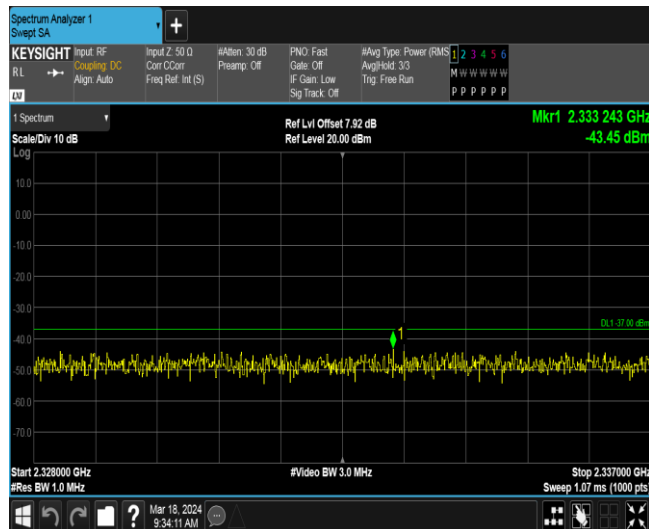 Spectrum Analyzer 1
Swept SA
+
KEYSIGHT
RL
LXI
Input: RF
Coupling: DC
Align: Auto
Input Z: 50 Ω
Corr CCorr
Freq Ref: Int (S)
#Atten: 30 dB
Preamp: Off
PNO: Fast
Gate: Off
IF Gain: Low
Sig Track: Off
#Avg Type: Power (RMS
Avg|Hold: 3/3
Trig: Free Run
1 2 3 4 5 6
M W W W W W
P P P P P P
1 Spectrum
Scale/Div 10 dB
Log
Ref Lvl Offset 7.92 dB
Ref Level 20.00 dBm
Mkr1 2.333 243 GHz
-43.45 dBm
10.0
0.00
-10.0
-20.0
-30.0
DL1 -37.00 dBm
1
-40.0
-50.0
-60.0
-70.0
Start 2.328000 GHz
#Res BW 1.0 MHz
#Video BW 3.0 MHz
Stop 2.337000 GHz
Sweep 1.07 ms (1000 pts)
?
Mar 18, 2024
9:34:11 AM